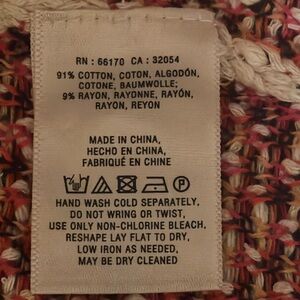 RN : 66170 CA : 32054
91% COTTON, COTON, ALGODÓN,
COTONE, BAUMWOLLE;
9% RAYON, RAYONNE, RAYÓN,
RAYON, REYON
MADE IN CHINA,
HECHO EN CHINA,
FABRIQUÉ EN CHINE
HAND WASH COLD SEPARATELY,
DO NOT WRING OR TWIST,
USE ONLY NON-CHLORINE BLEACH,
RESHAPE LAY FLAT TO DRY,
LOW IRON AS NEEDED,
MAY BE DRY CLEANED